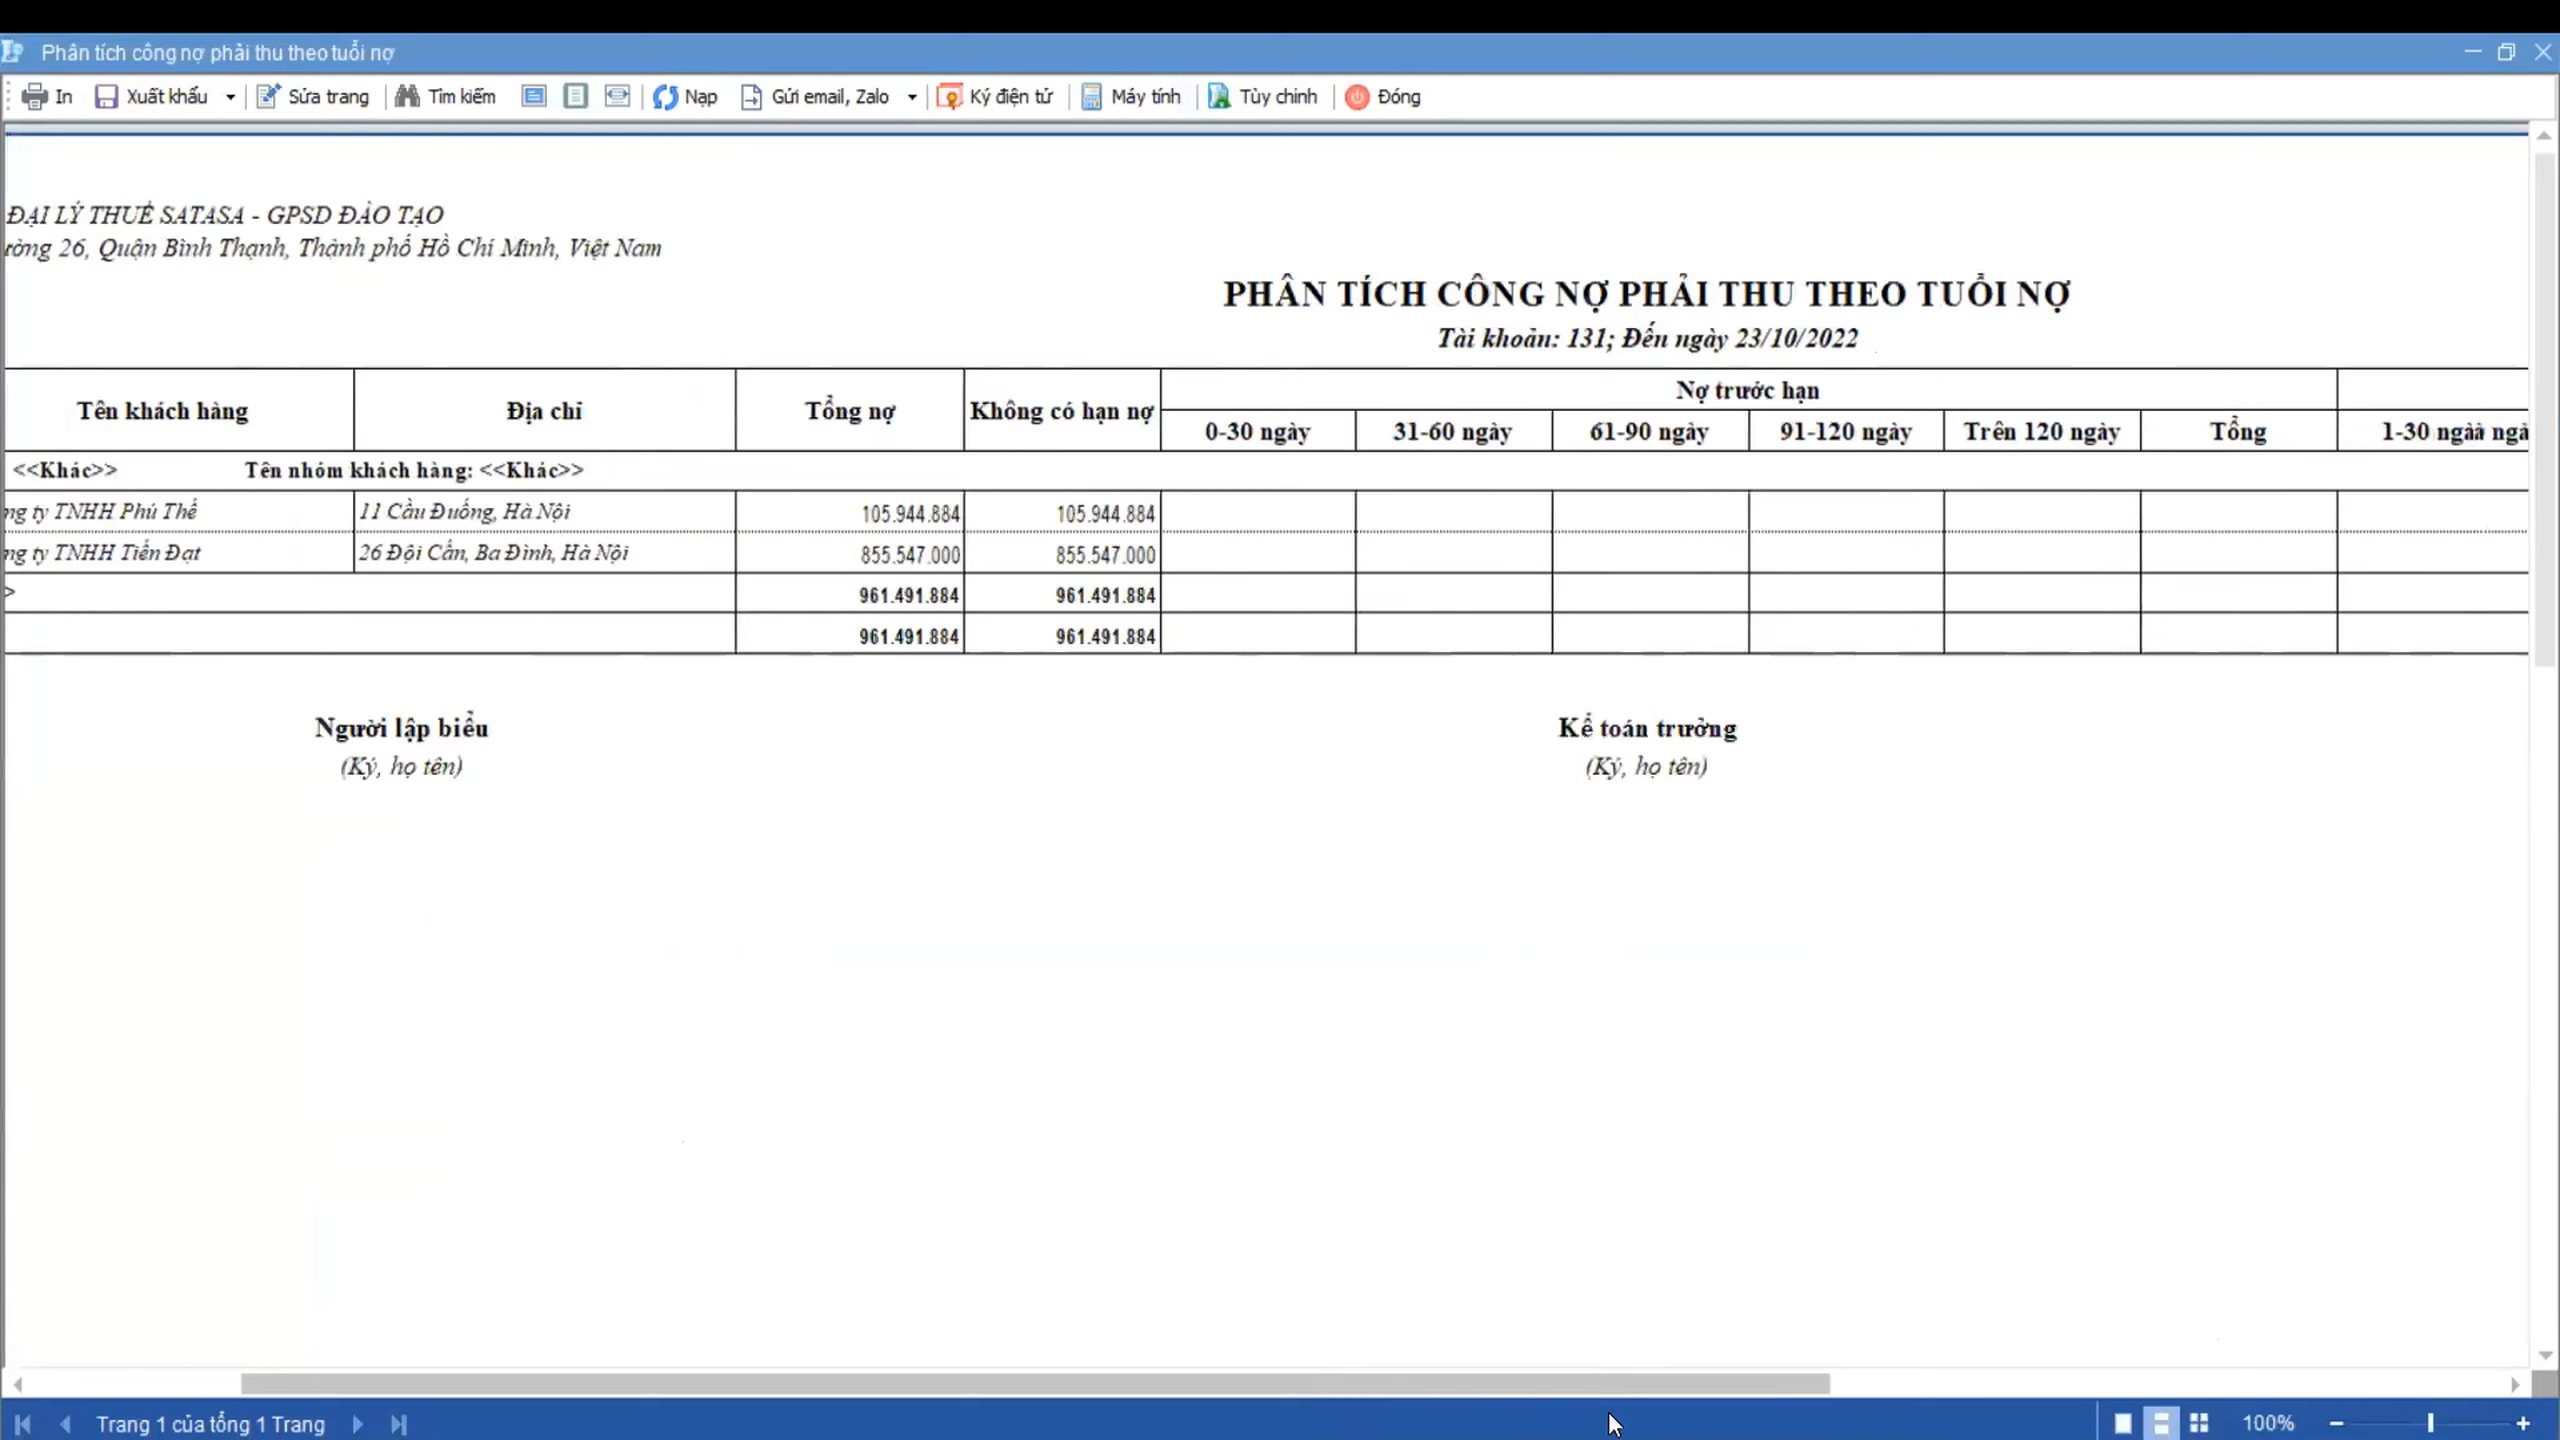 Phân tích công nợ phải thu theo tuổi nợ
In Xuất khẩu Sửa trang Tìm kiếm Nạp Gửi email, Zalo Ký điện tử Máy tính Tùy chỉnh Đóng
ĐẠI LÝ THUẾ SATASA - GPSD ĐÀO TẠO
ường 26, Quận Bình Thạnh, Thành phố Hồ Chí Minh, Việt Nam
PHÂN TÍCH CÔNG NỢ PHẢI THU THEO TUỔI NỢ
Tài khoản: 131; Đến ngày 23/10/2022
Tên khách hàng Địa chỉ Tổng nợ Không có hạn nợ Nợ trước hạn
0-30 ngày 31-60 ngày 61-90 ngày 91-120 ngày Trên 120 ngày Tổng 1-30
<<Khác>> Tên nhóm khách hàng: <<Khác>>
ng ty TNHH Phú Thế 11 Cầu Đuống, Hà Nội 105.944.884 105.944.884
ng ty TNHH Tiến Đạt 26 Đội Cấn, Ba Đình, Hà Nội 855.547.000 855.547.000
> 961.491.884 961.491.884
961.491.884 961.491.884
Người lập biểu Kế toán trưởng
(Ký, họ tên) (Ký, họ tên)
Trang 1 của tổng 1 Trang 100%